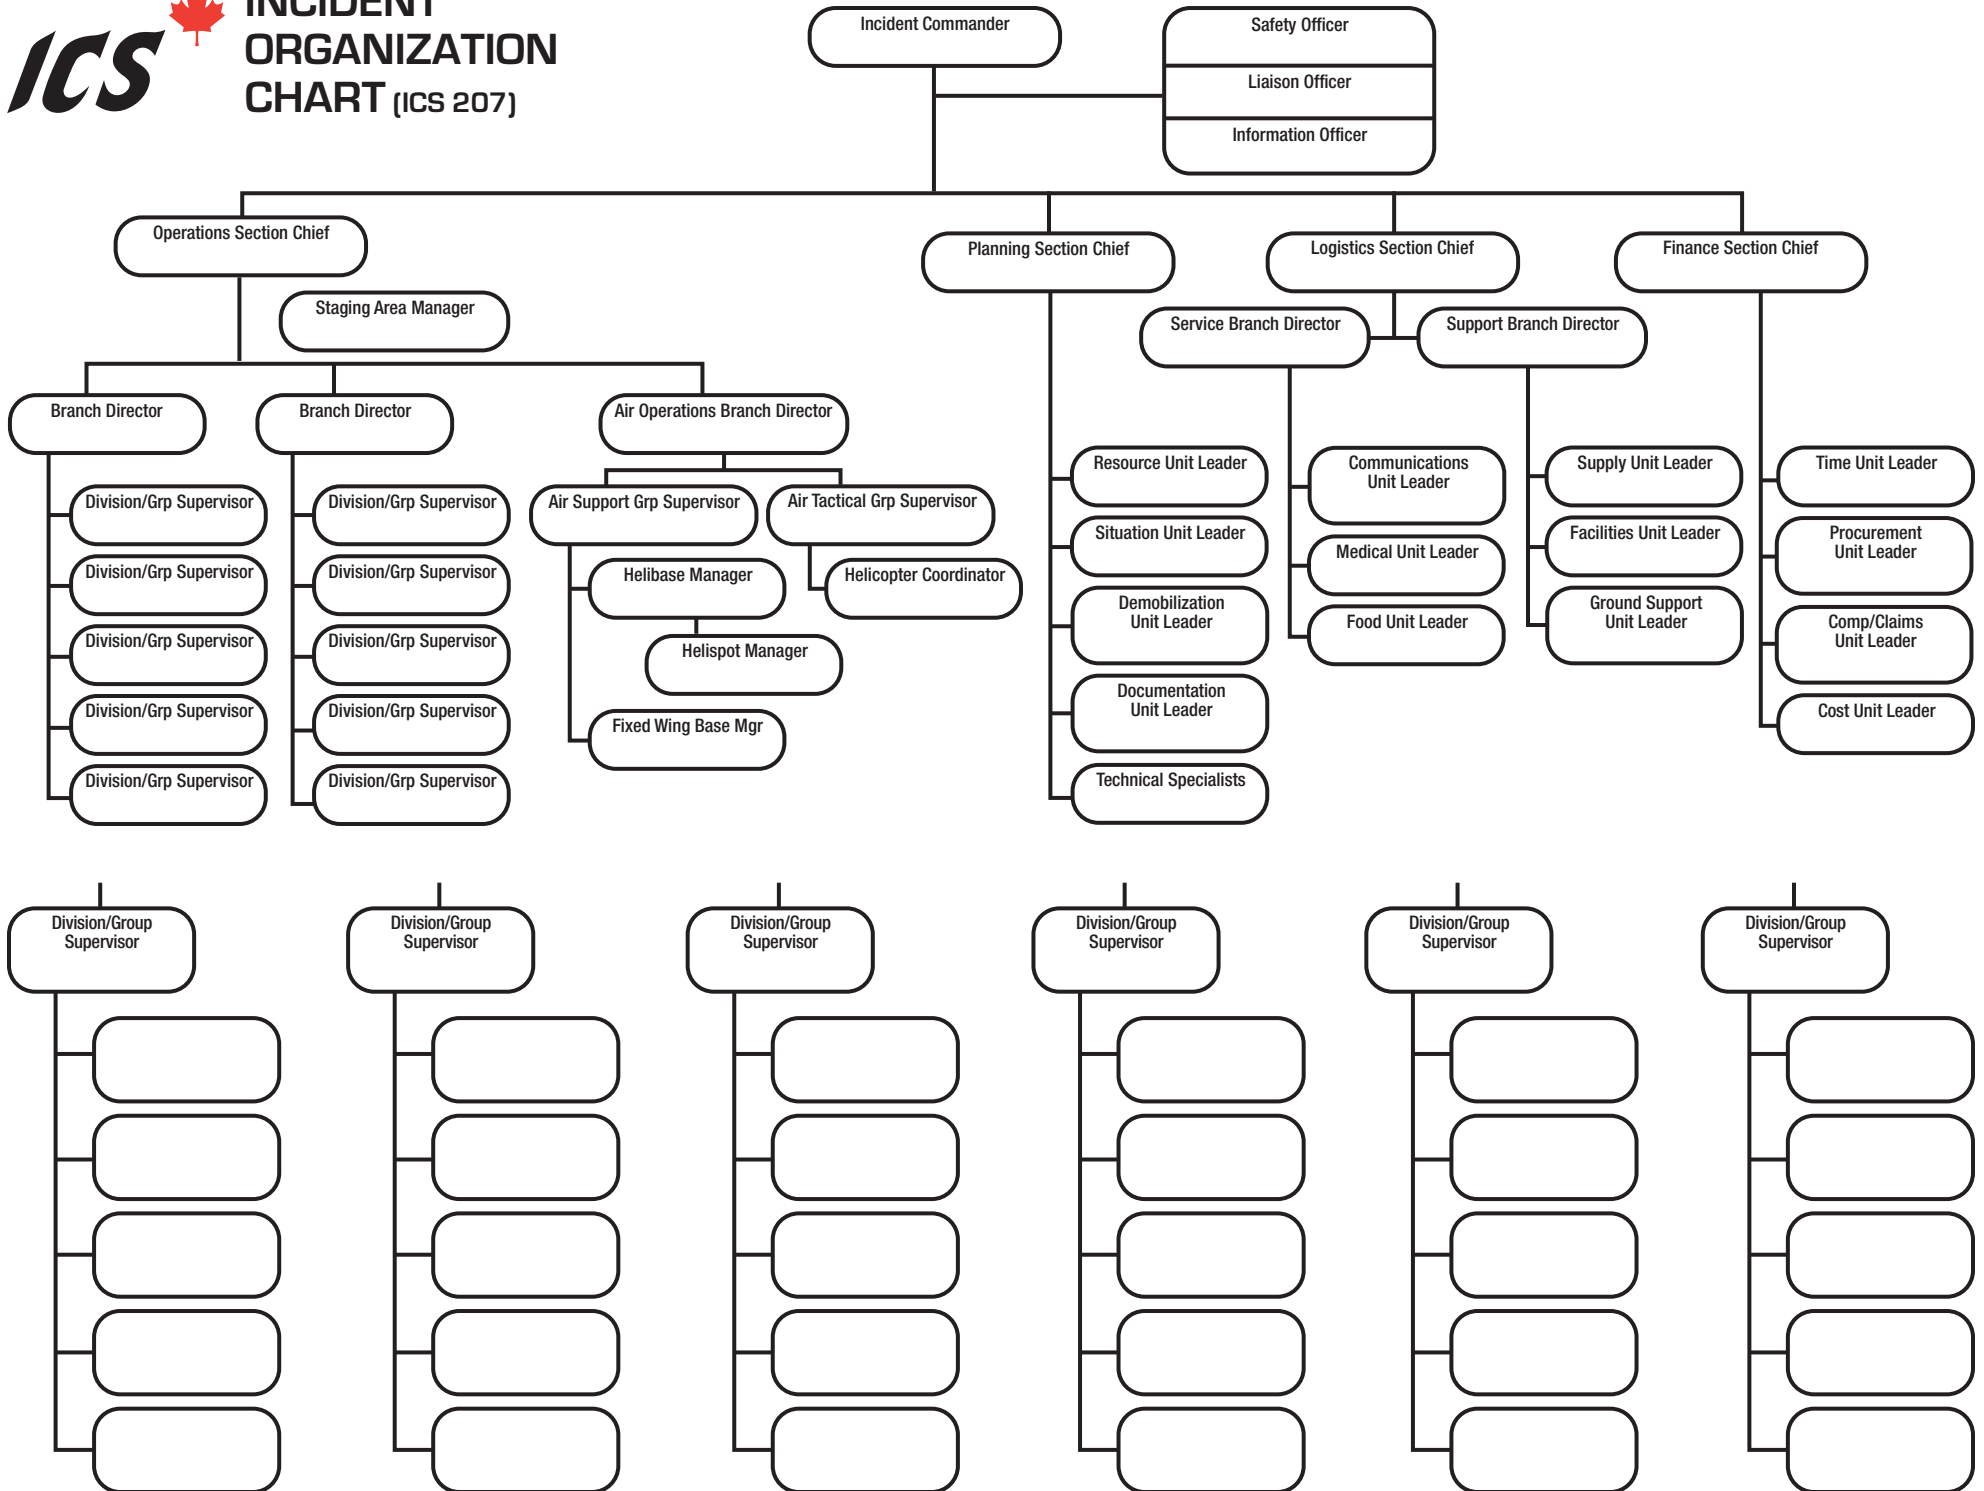 ICS
INCIDENT
ORGANIZATION
CHART (ICS 207)
Incident Commander
Safety Officer
Liaison Officer
Information Officer
Operations Section Chief
Planning Section Chief
Logistics Section Chief
Finance Section Chief
Staging Area Manager
Service Branch Director
Support Branch Director
Branch Director
Branch Director
Air Operations Branch Director
Division/Grp Supervisor
Division/Grp Supervisor
Division/Grp Supervisor
Division/Grp Supervisor
Division/Grp Supervisor
Division/Grp Supervisor
Division/Grp Supervisor
Division/Grp Supervisor
Division/Grp Supervisor
Division/Grp Supervisor
Air Support Grp Supervisor
Air Tactical Grp Supervisor
Helibase Manager
Helicopter Coordinator
Helispot Manager
Fixed Wing Base Mgr
Resource Unit Leader
Situation Unit Leader
Demobilization
Unit Leader
Documentation
Unit Leader
Technical Specialists
Communications
Unit Leader
Medical Unit Leader
Food Unit Leader
Supply Unit Leader
Facilities Unit Leader
Ground Support
Unit Leader
Time Unit Leader
Procurement
Unit Leader
Comp/Claims
Unit Leader
Cost Unit Leader
Division/Group
Supervisor
Division/Group
Supervisor
Division/Group
Supervisor
Division/Group
Supervisor
Division/Group
Supervisor
Division/Group
Supervisor